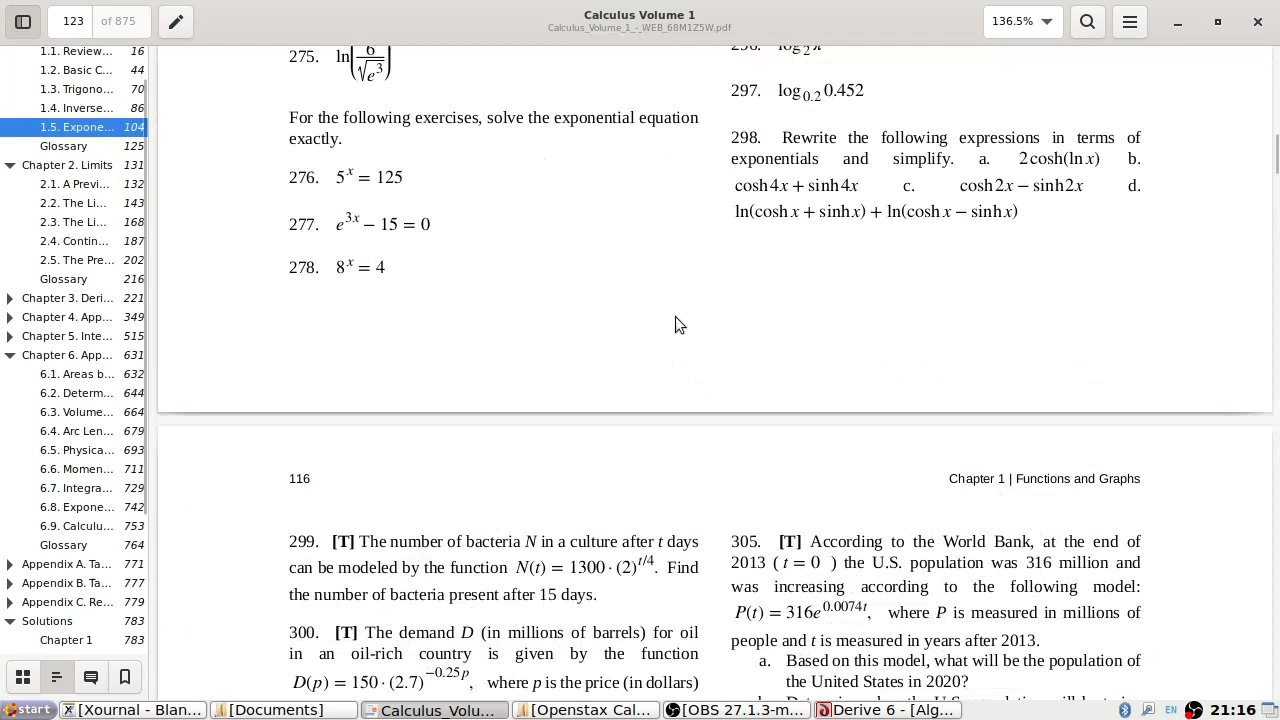 123 of 875
Calculus Volume 1
Calculus_Volume_1_-_WEB_68M1Z5W.pdf
136.5%
1.1. Review... 16
1.2. Basic C... 44
1.3. Trigono... 70
1.4. Inverse... 86
1.5. Expone... 104
Glossary 125
Chapter 2. Limits 131
2.1. A Previ... 132
2.2. The Li... 143
2.3. The Li... 168
2.4. Contin... 187
2.5. The Pre... 202
Glossary 216
Chapter 3. Deri... 221
Chapter 4. App... 349
Chapter 5. Inte... 515
Chapter 6. App... 631
6.1. Areas b... 632
6.2. Determ... 644
6.3. Volume... 664
6.4. Arc Len... 679
6.5. Physica... 693
6.6. Momen... 711
6.7. Integra... 729
6.8. Expone... 742
6.9. Calculu... 753
Glossary 764
Appendix A. Ta... 771
Appendix B. Ta... 777
Appendix C. Re... 779
Solutions 783
Chapter 1 783
275. ln(6/√e³)
For the following exercises, solve the exponential equation
exactly.
276. 5ˣ = 125
277. e³ˣ − 15 = 0
278. 8ˣ = 4
297. log₀.₂ 0.452
298. Rewrite the following expressions in terms of
exponentials and simplify. a. 2cosh(ln x) b.
cosh4x + sinh4x c. cosh2x − sinh2x d.
ln(cosh x + sinh x) + ln(cosh x − sinh x)
116 Chapter 1 | Functions and Graphs
299. [T] The number of bacteria N in a culture after t days
can be modeled by the function N(t) = 1300 · (2)^(t/4). Find
the number of bacteria present after 15 days.
300. [T] The demand D (in millions of barrels) for oil
in an oil-rich country is given by the function
D(p) = 150 · (2.7)^(−0.25p), where p is the price (in dollars)
305. [T] According to the World Bank, at the end of
2013 ( t = 0 ) the U.S. population was 316 million and
was increasing according to the following model:
P(t) = 316e^(0.0074t), where P is measured in millions of
people and t is measured in years after 2013.
a. Based on this model, what will be the population of
the United States in 2020?
start
[Xournal - Blan...
[Documents]
Calculus_Volu...
[Openstax Cal...
[OBS 27.1.3-m...
Derive 6 - [Alg...
EN
21:16